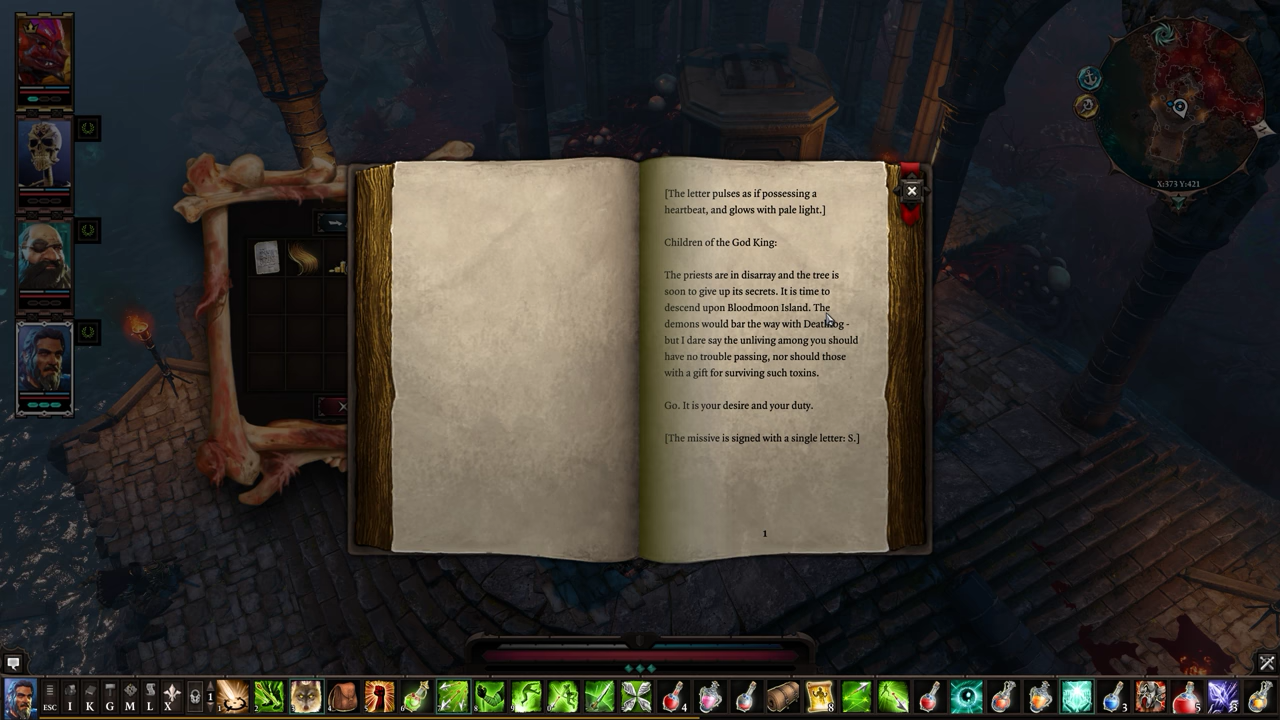 [The letter pulses as if possessing a
heartbeat, and glows with pale light.]
Children of the God King:
The priests are in disarray and the tree is
soon to give up its secrets. It is time to
descend upon Bloodmoon Island. The
demons would bar the way with Deathfog -
but I dare say the unliving among you should
have no trouble passing, nor should those
with a gift for surviving such toxins.
Go. It is your desire and your duty.
[The missive is signed with a single letter: S.]
1
X:373 Y:421
ESC I K G M L X 1